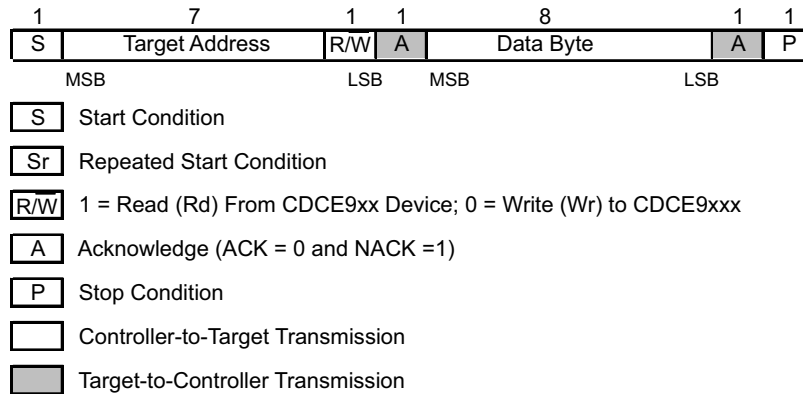 1 7 1 1 8 1 1
S Target Address R/W̅ A Data Byte A P
MSB LSB MSB LSB
S Start Condition
Sr Repeated Start Condition
R/W̅ 1 = Read (Rd) From CDCE9xx Device; 0 = Write (Wr) to CDCE9xxx
A Acknowledge (ACK = 0 and NACK =1)
P Stop Condition
Controller-to-Target Transmission
Target-to-Controller Transmission